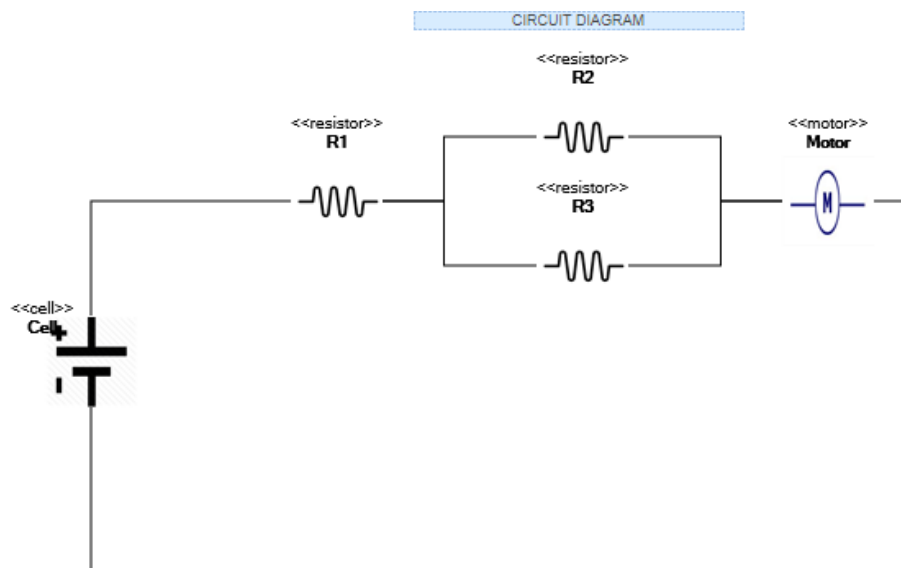 CIRCUIT DIAGRAM
<<resistor>>
R2
<<resistor>>
R1
<<motor>>
Motor
<<resistor>>
R3
M
<<cell>>
Cell
+
-